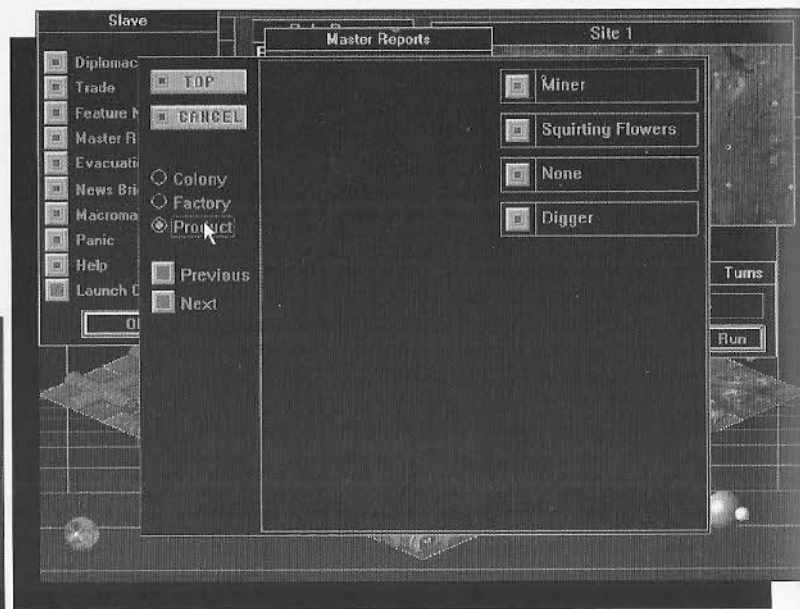 Slave
Diplomac
Trade
Feature N
Master R
Evacuati
News Bri
Macroma
Panic
Help
Launch C
Master Reports
TOP
CANCEL
Colony
Factory
Product
Previous
Next
Miner
Squirting Flowers
None
Digger
Site 1
Turns
Run